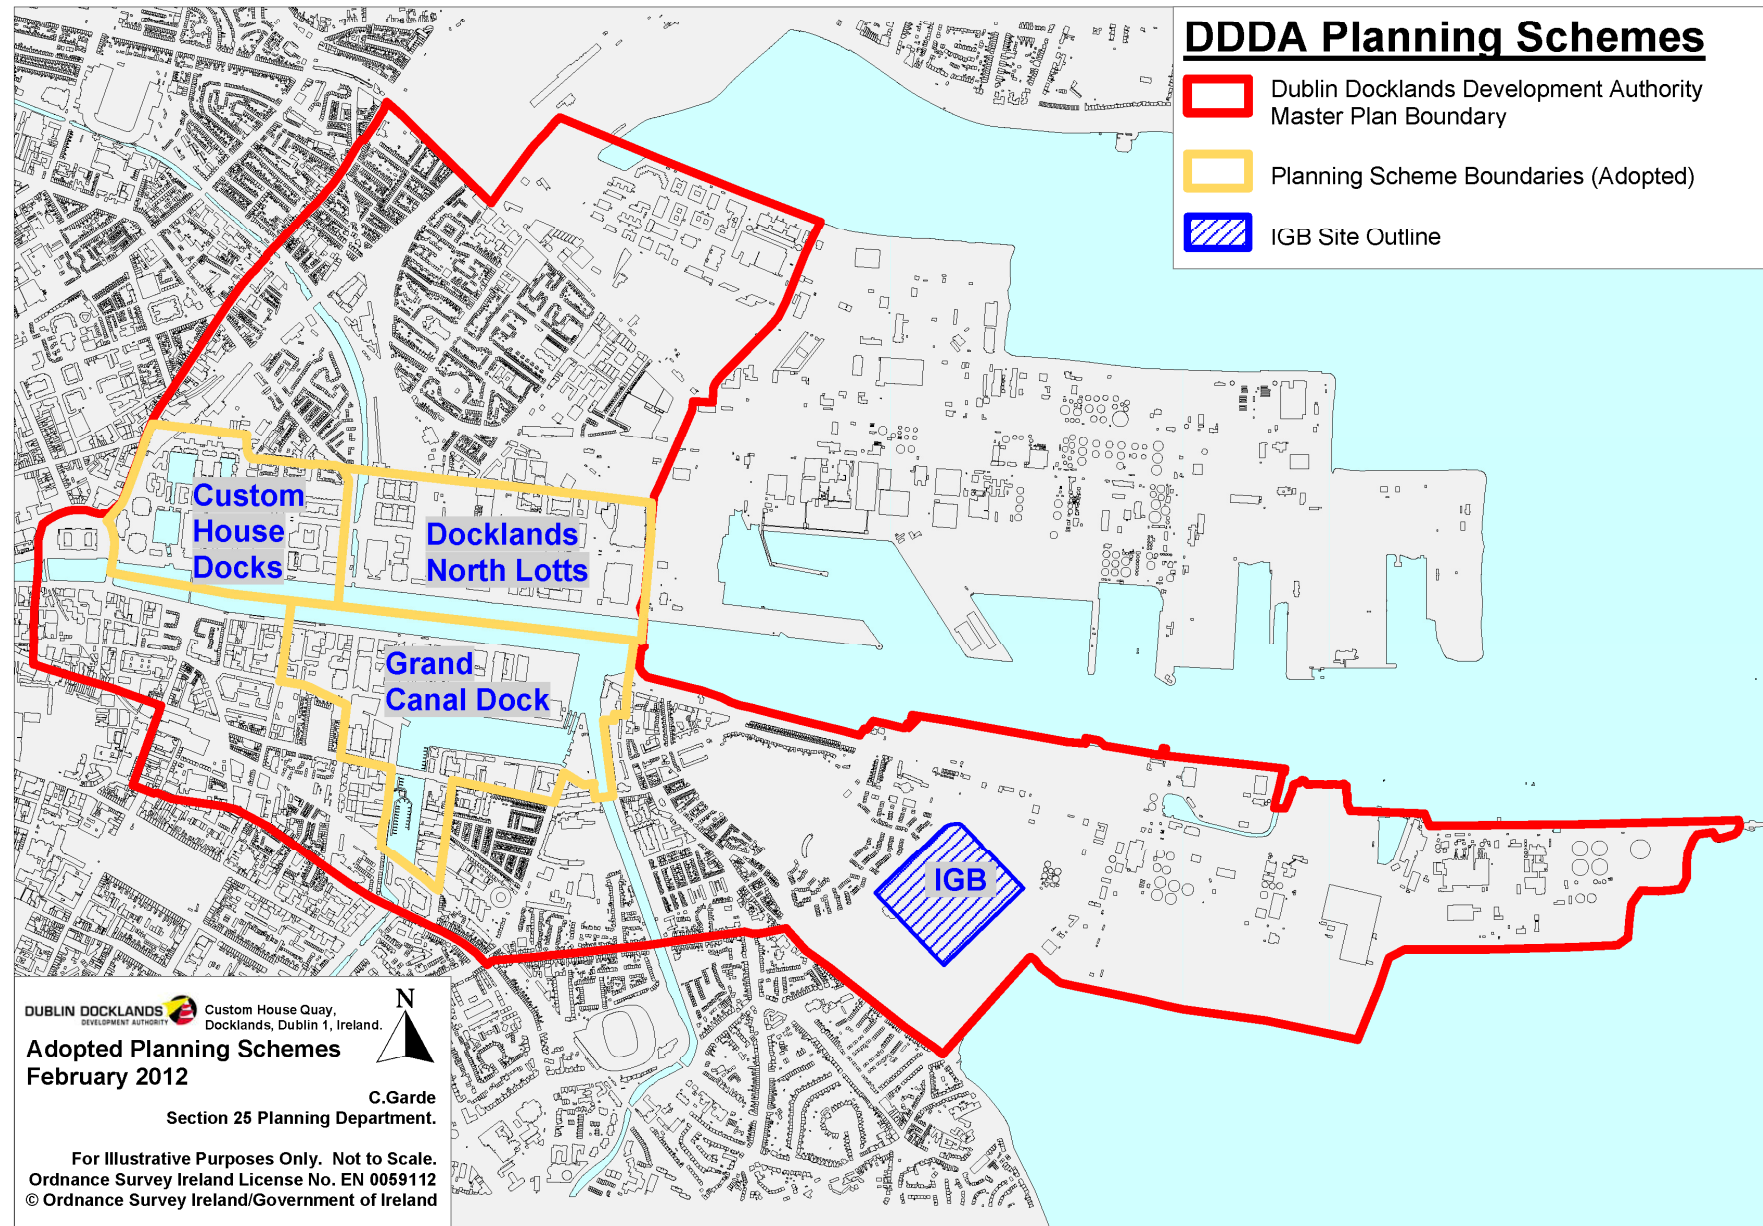 DDDA Planning Schemes
Dublin Docklands Development Authority
Master Plan Boundary
Planning Scheme Boundaries (Adopted)
IGB Site Outline
Custom
House
Docks
Docklands
North Lotts
Grand
Canal Dock
IGB
DUBLIN DOCKLANDS
DEVELOPMENT AUTHORITY
Custom House Quay,
Docklands, Dublin 1, Ireland.
N
Adopted Planning Schemes
February 2012
C.Garde
Section 25 Planning Department.
For Illustrative Purposes Only. Not to Scale.
Ordnance Survey Ireland License No. EN 0059112
© Ordnance Survey Ireland/Government of Ireland